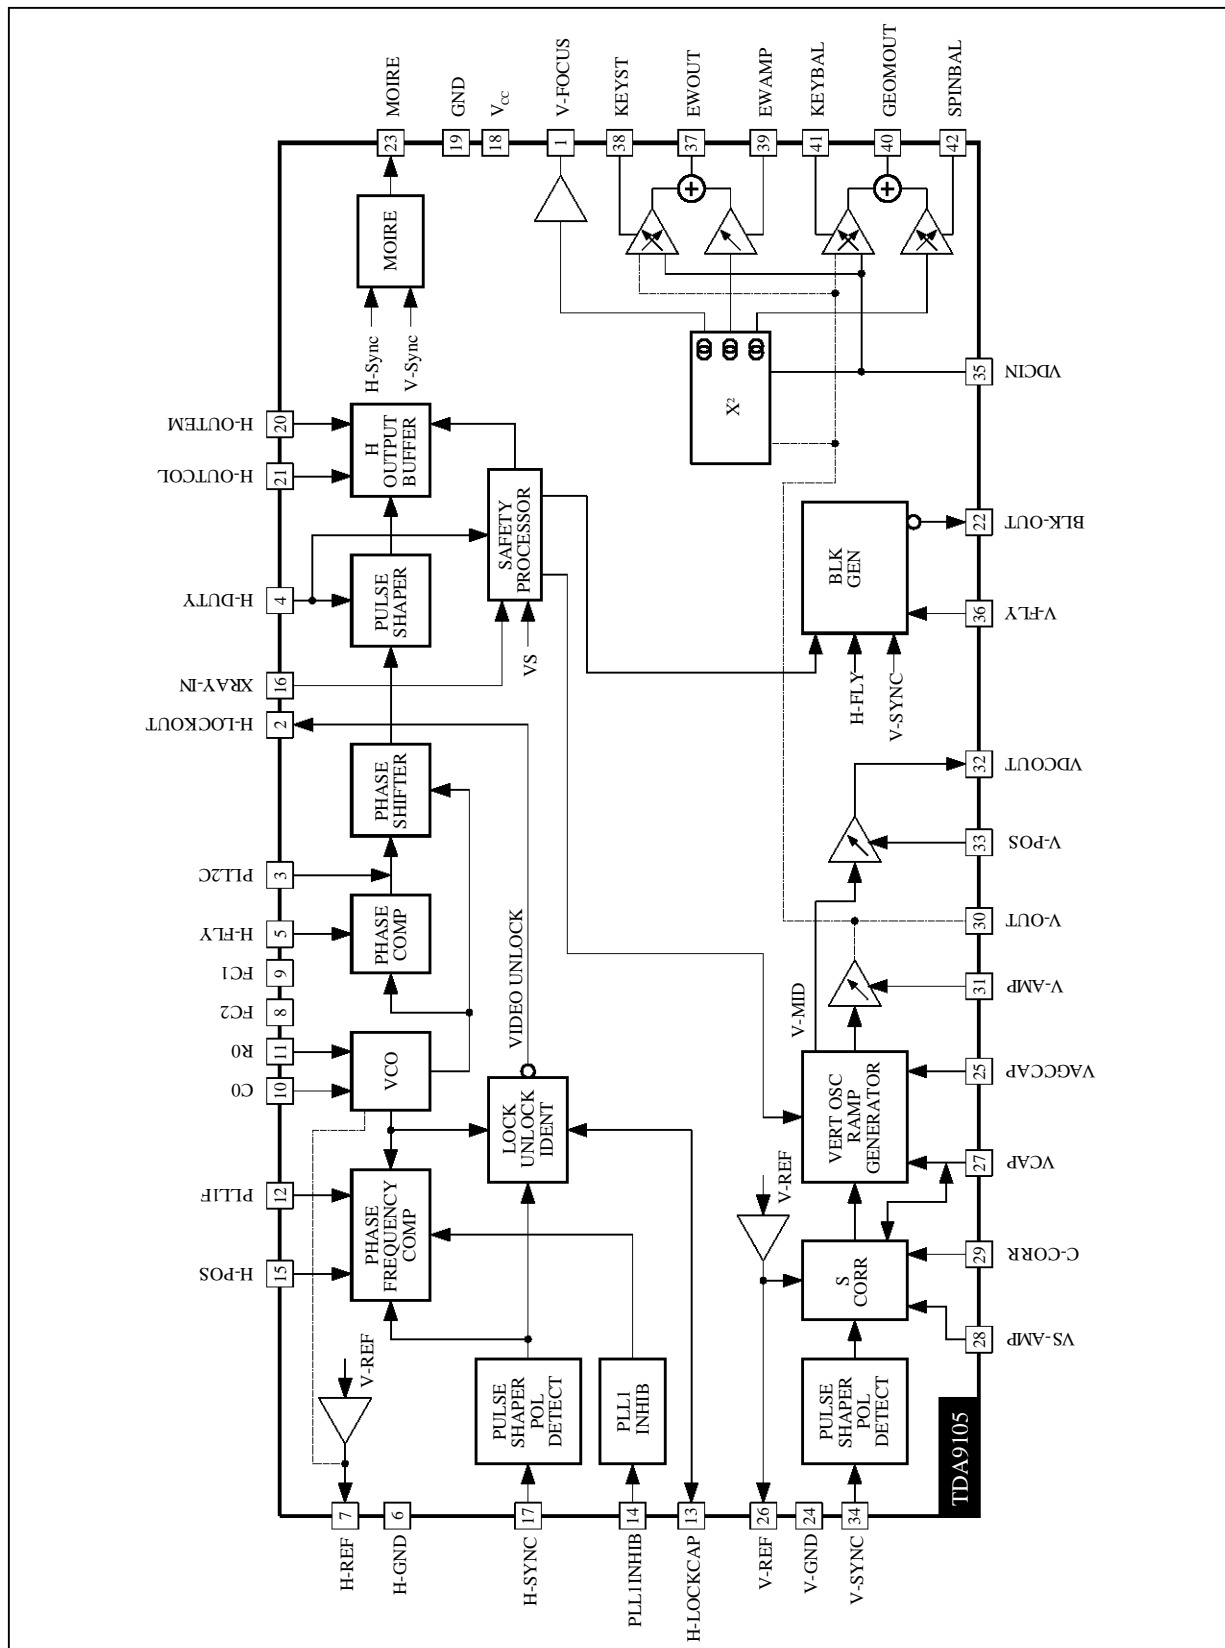 MOIRE
GND
VCC
V-FOCUS
KEYST
EWOUT
EWAMP
KEYBAL
GEOMOUT
SPINBAL
23
19
18
1
38
37
39
41
40
42
MOIRE
H-Sync
V-Sync
H-OUTEM
20
H-OUTCOL
21
H
OUTPUT
BUFFER
X²
35
VDCIN
H-DUTY
4
PULSE
SHAPER
SAFETY
PROCESSOR
VS
BLK
GEN
H-FLY
V-SYNC
22
BLK-OUT
36
V-FLY
XRAY-IN
16
H-LOCKOUT
2
PHASE
SHIFTER
32
VDCOUT
33
V-POS
PLL2C
3
H-FLY
5
PHASE
COMP
FC1
9
FC2
8
VIDEO UNLOCK
V-MID
30
V-OUT
31
V-AMP
R0
11
C0
10
VCO
LOCK
UNLOCK
IDENT
VERT OSC
RAMP
GENERATOR
25
VAGCCAP
27
VCAP
PLL1F
12
H-POS
15
PHASE
FREQUENCY
COMP
V-REF
S
CORR
29
C-CORR
28
VS-AMP
V-REF
PULSE
SHAPER
POL
DETECT
PLL1
INHIB
PULSE
SHAPER
POL
DETECT
TDA9105
7
6
17
14
13
26
24
34
H-REF
H-GND
H-SYNC
PLL1INHIB
H-LOCKCAP
V-REF
V-GND
V-SYNC